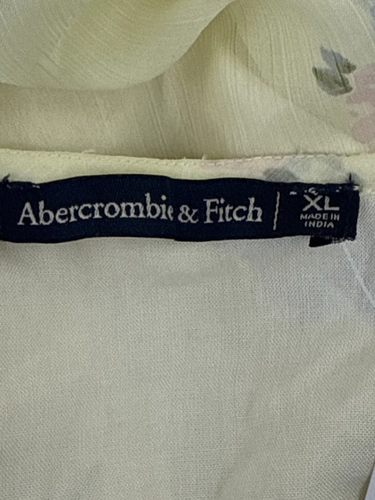 Abercrombie & Fitch
XL
MADE IN
INDIA